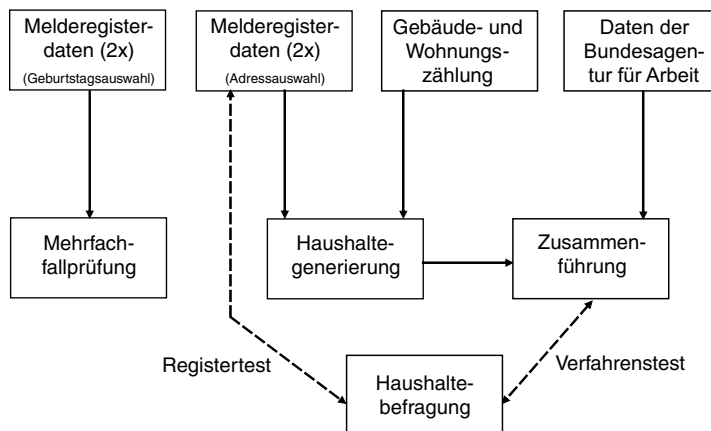 Melderegister-
daten (2x)
(Geburtstagsauswahl)
Melderegister-
daten (2x)
(Adressauswahl)
Gebäude- und
Wohnungs-
zählung
Daten der
Bundesagen-
tur für Arbeit
Mehrfach-
fallprüfung
Haushalte-
generierung
Zusammen-
führung
Registertest
Verfahrenstest
Haushalte-
befragung